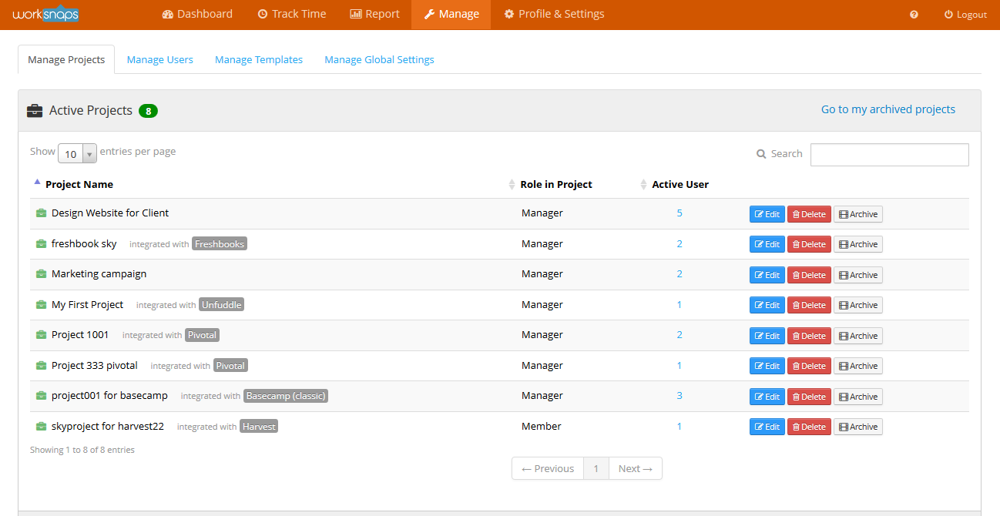 worksnaps Dashboard Track Time Report Manage Profile & Settings Logout
Manage Projects Manage Users Manage Templates Manage Global Settings
Active Projects 8 Go to my archived projects
Show 10 entries per page Search
Project Name Role in Project Active User
Design Website for Client Manager 5 Edit Delete Archive
freshbook sky integrated with Freshbooks Manager 2 Edit Delete Archive
Marketing campaign Manager 2 Edit Delete Archive
My First Project integrated with Unfuddle Manager 1 Edit Delete Archive
Project 1001 integrated with Pivotal Manager 2 Edit Delete Archive
Project 333 pivotal integrated with Pivotal Manager 1 Edit Delete Archive
project001 for basecamp integrated with Basecamp (classic) Manager 3 Edit Delete Archive
skyproject for harvest22 integrated with Harvest Member 1 Edit Delete Archive
Showing 1 to 8 of 8 entries
← Previous 1 Next →